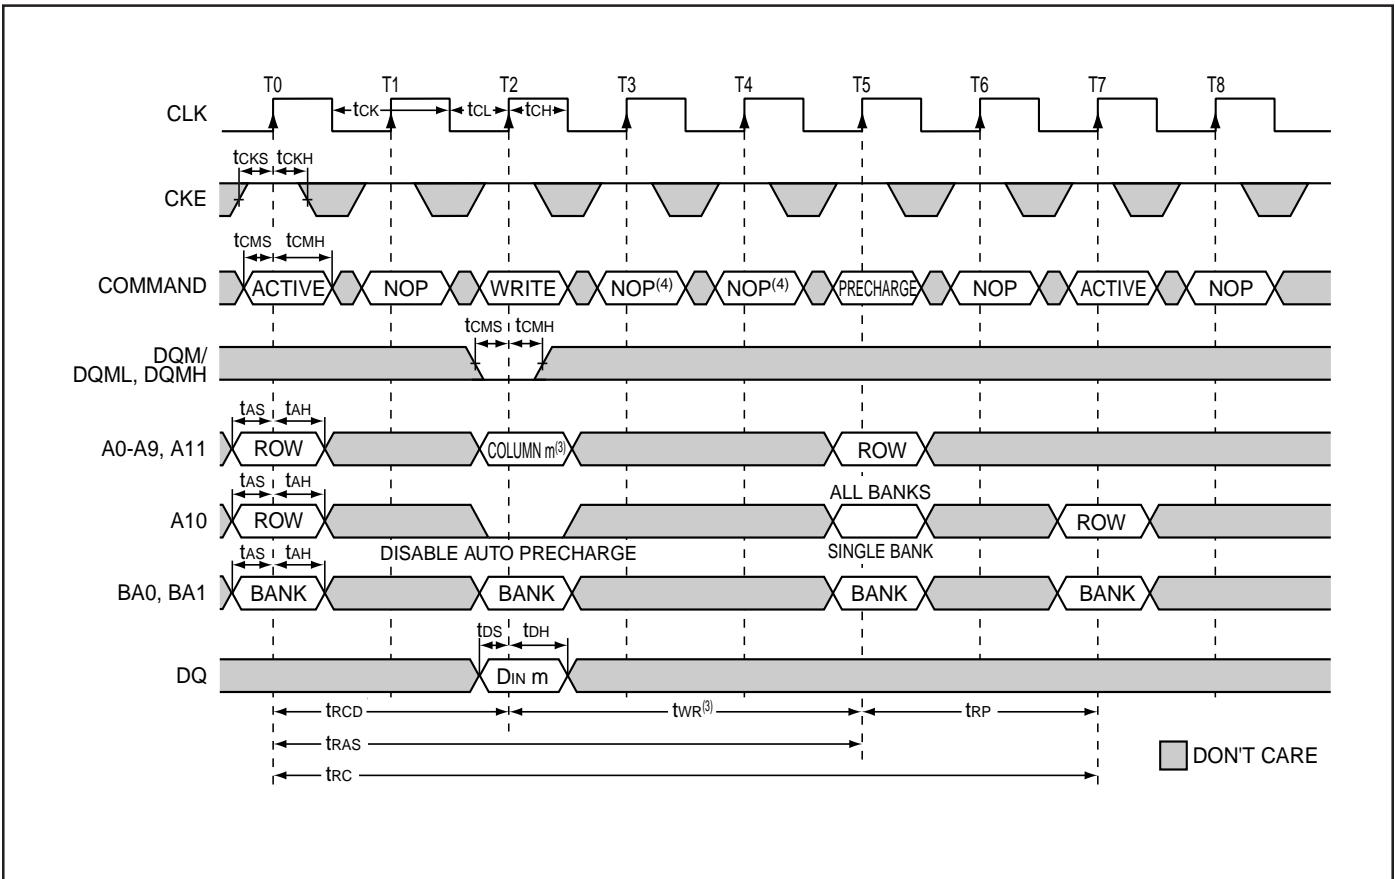 T0 T1 T2 T3 T4 T5 T6 T7 T8
CLK tCK tCL tCH
tCKS tCKH
CKE
tCMS tCMH
COMMAND ACTIVE NOP WRITE NOP(4) NOP(4) PRECHARGE NOP ACTIVE NOP
tCMS tCMH
DQM/
DQML, DQMH
tAS tAH
A0-A9, A11 ROW COLUMN m(3) ROW
tAS tAH ALL BANKS
A10 ROW ROW
tAS tAH DISABLE AUTO PRECHARGE SINGLE BANK
BA0, BA1 BANK BANK BANK BANK
tDS tDH
DQ DIN m
tRCD tWR(3) tRP
tRAS
tRC
DON'T CARE